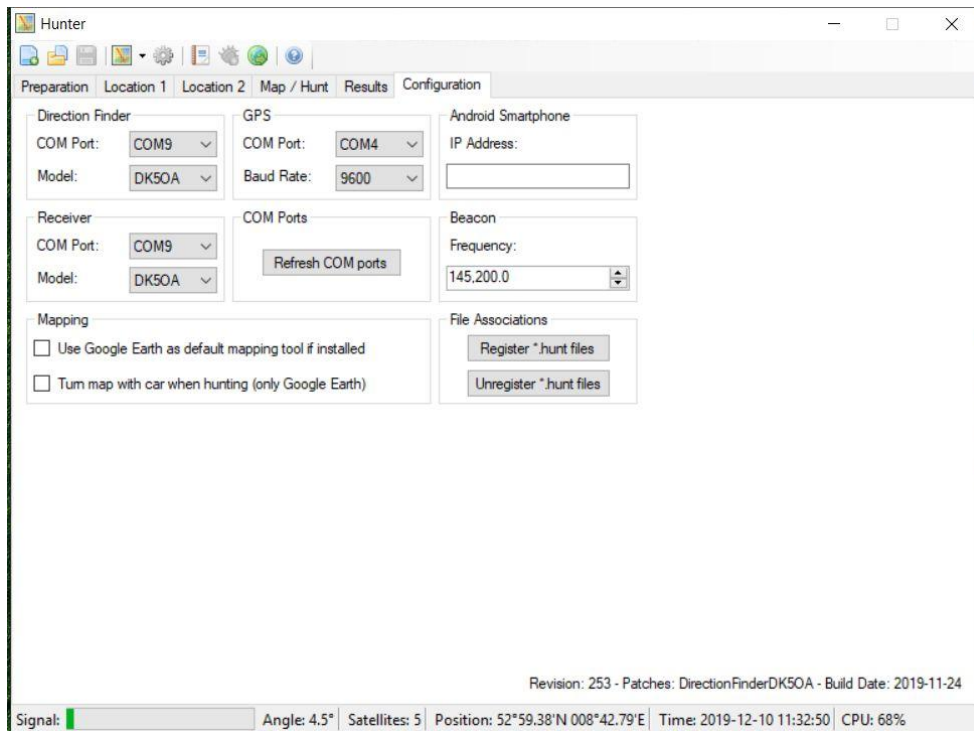 Hunter
Preparation Location 1 Location 2 Map / Hunt Results Configuration
Direction Finder
COM Port: COM9
Model: DK5OA
GPS
COM Port: COM4
Baud Rate: 9600
Android Smartphone
IP Address:
Receiver
COM Port: COM9
Model: DK5OA
COM Ports
Refresh COM ports
Beacon
Frequency:
145,200.0
Mapping
Use Google Earth as default mapping tool if installed
Turn map with car when hunting (only Google Earth)
File Associations
Register *.hunt files
Unregister *.hunt files
Revision: 253 - Patches: DirectionFinderDK5OA - Build Date: 2019-11-24
Signal: Angle: 4.5° Satellites: 5 Position: 52°59.38'N 008°42.79'E Time: 2019-12-10 11:32:50 CPU: 68%